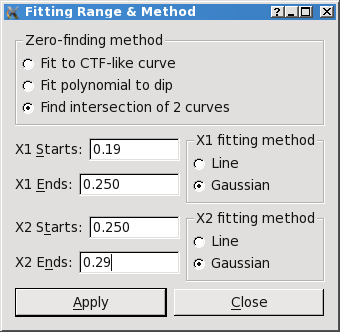 Fitting Range & Method
Zero-finding method
Fit to CTF-like curve
Fit polynomial to dip
Find intersection of 2 curves
X1 Starts: 0.19
X1 Ends: 0.250
X1 fitting method
Line
Gaussian
X2 Starts: 0.250
X2 Ends: 0.29
X2 fitting method
Line
Gaussian
Apply
Close